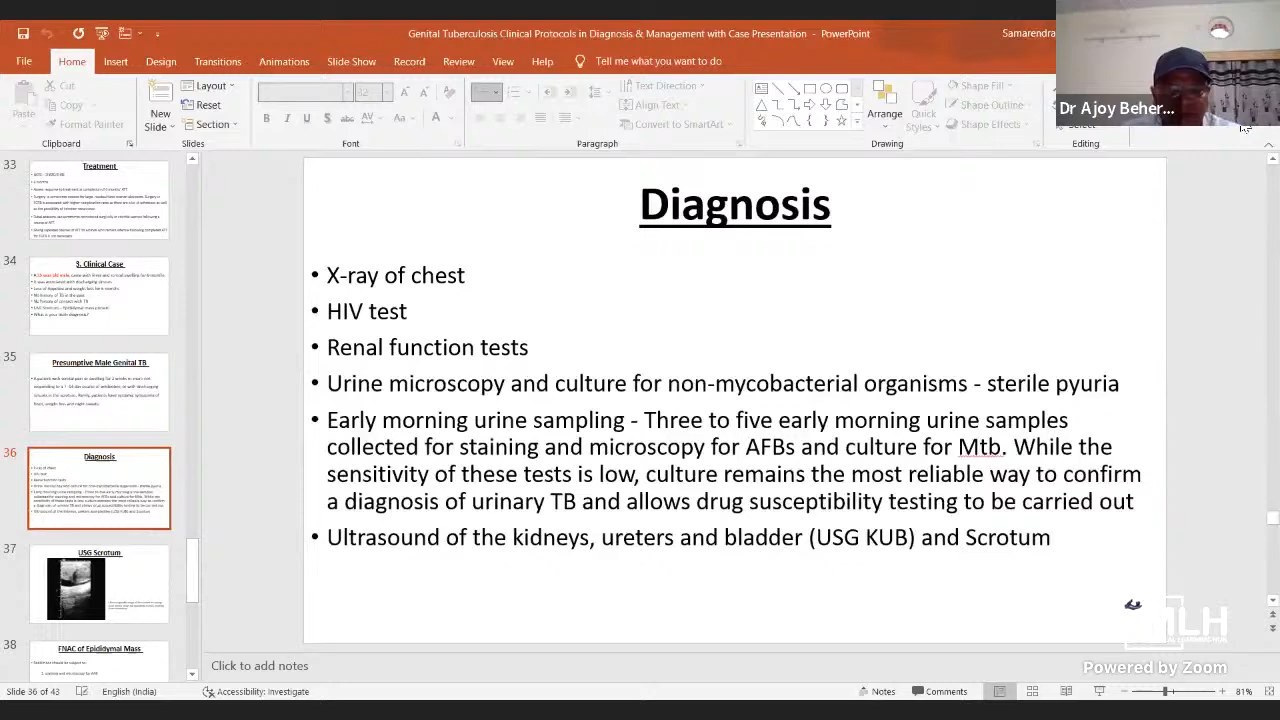 Genital Tuberculosis Clinical Protocols in Diagnosis & Management with Case Presentation - PowerPoint
Samarendra
File
Home
Insert
Design
Transitions
Animations
Slide Show
Record
Review
View
Help
Tell me what you want to do
Paste
Cut
Copy
Format Painter
Clipboard
New
Slide
Layout
Reset
Section
Slides
Font
Text Direction
Align Text
Convert to SmartArt
Paragraph
Arrange
Quick
Styles
Shape Fill
Shape Outline
Shape Effects
Drawing
Select
Editing
Dr Ajoy Beher...
33
Treatment
34
3. Clinical Case
35
Presumptive Male Genital TB
36
Diagnosis
37
USG Scrotum
38
FNAC of Epididymal Mass
Diagnosis
• X-ray of chest
• HIV test
• Renal function tests
• Urine microscopy and culture for non-mycobacterial organisms - sterile pyuria
• Early morning urine sampling - Three to five early morning urine samples
collected for staining and microscopy for AFBs and culture for Mtb. While the
sensitivity of these tests is low, culture remains the most reliable way to confirm
a diagnosis of urinary TB and allows drug susceptibility testing to be carried out
• Ultrasound of the kidneys, ureters and bladder (USG KUB) and Scrotum
MLH
Powered by Zoom
Click to add notes
Slide 36 of 43
English (India)
Accessibility: Investigate
Notes
Comments
81%